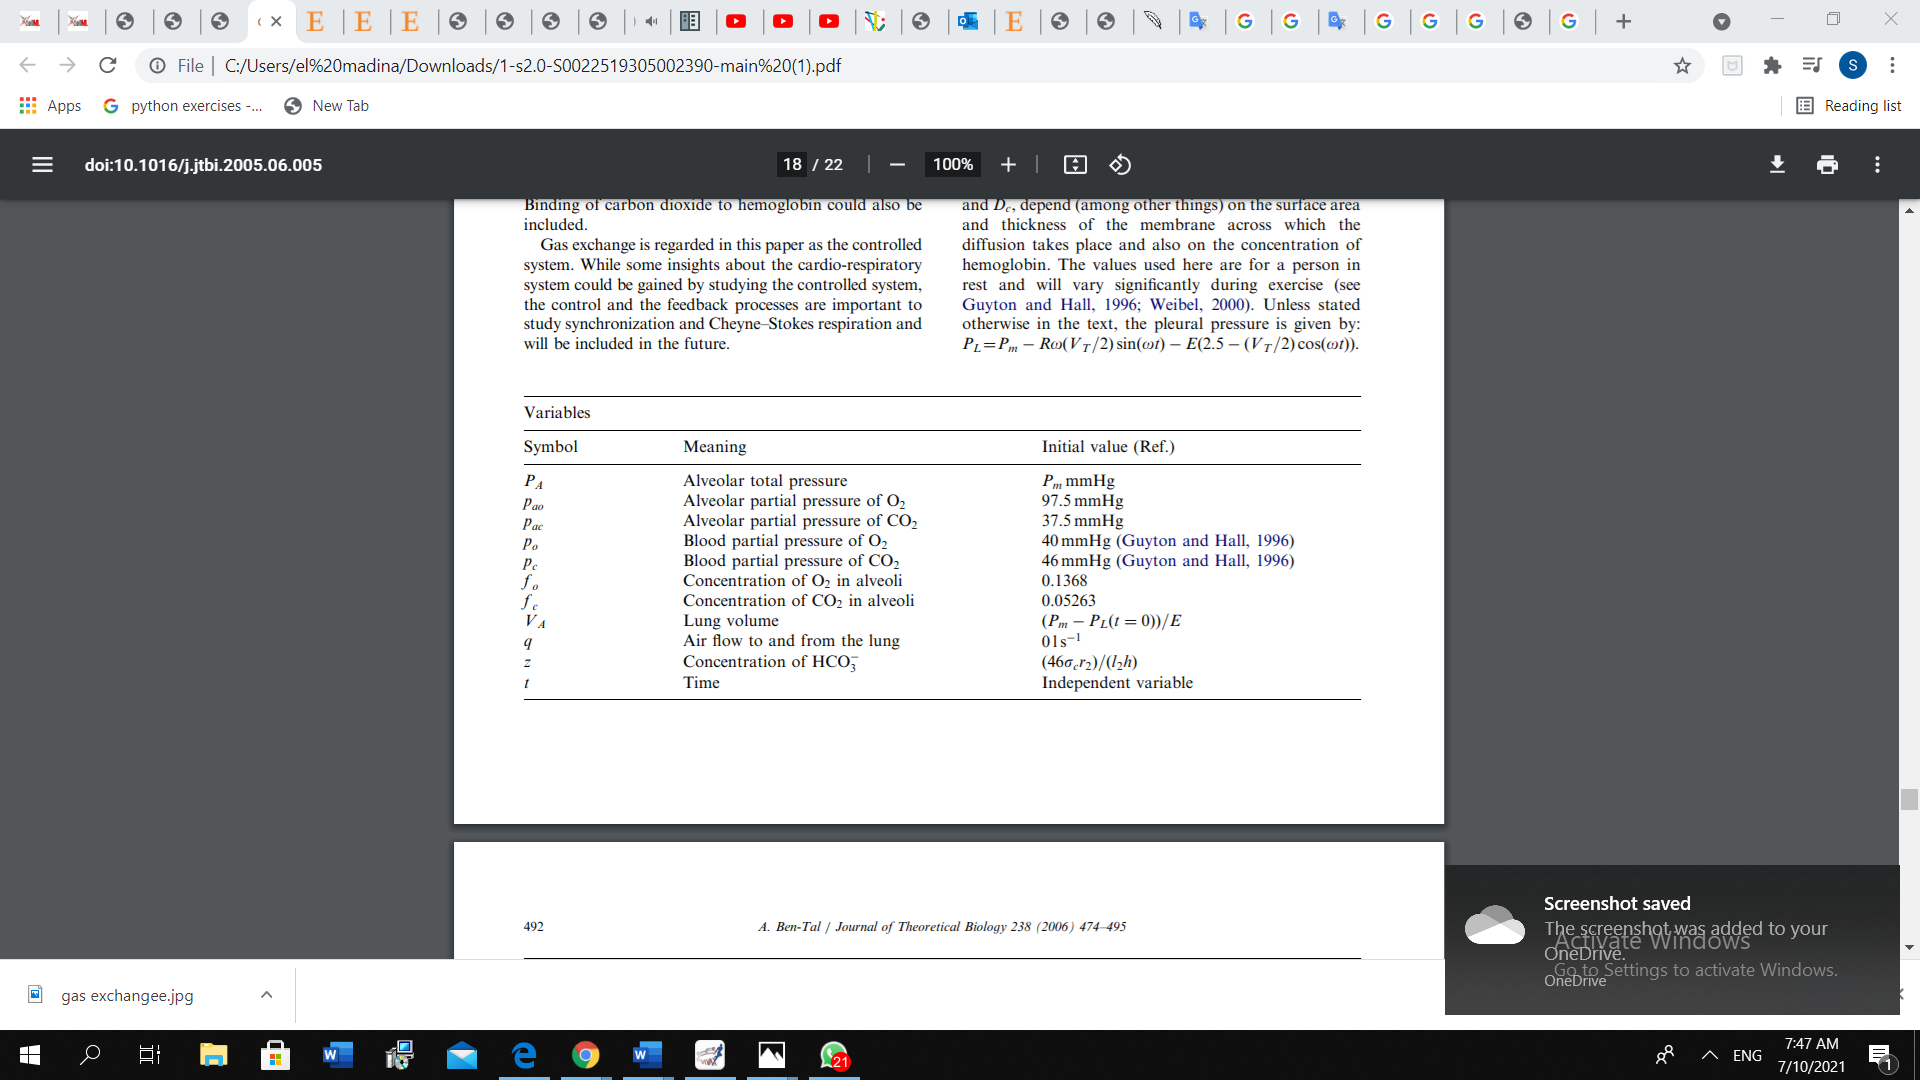 File | C:/Users/el%20madina/Downloads/1-s2.0-S0022519305002390-main%20(1).pdf
S
Apps
python exercises -...
New Tab
Reading list
doi:10.1016/j.jtbi.2005.06.005
18 / 22
100%
Binding of carbon dioxide to hemoglobin could also be
included.
Gas exchange is regarded in this paper as the controlled
system. While some insights about the cardio-respiratory
system could be gained by studying the controlled system,
the control and the feedback processes are important to
study synchronization and Cheyne–Stokes respiration and
will be included in the future.
and D_c, depend (among other things) on the surface area
and thickness of the membrane across which the
diffusion takes place and also on the concentration of
hemoglobin. The values used here are for a person in
rest and will vary significantly during exercise (see
Guyton and Hall, 1996; Weibel, 2000). Unless stated
otherwise in the text, the pleural pressure is given by:
P_L=P_m − Rω(V_T/2) sin(ωt) − E(2.5 − (V_T/2) cos(ωt)).
Variables
Symbol Meaning Initial value (Ref.)
P_A Alveolar total pressure P_m mmHg
p_ao Alveolar partial pressure of O₂ 97.5 mmHg
p_ac Alveolar partial pressure of CO₂ 37.5 mmHg
p_o Blood partial pressure of O₂ 40 mmHg (Guyton and Hall, 1996)
p_c Blood partial pressure of CO₂ 46 mmHg (Guyton and Hall, 1996)
f_o Concentration of O₂ in alveoli 0.1368
f_c Concentration of CO₂ in alveoli 0.05263
V_A Lung volume (P_m − P_L(t = 0))/E
q Air flow to and from the lung 0 l s⁻¹
z Concentration of HCO₃⁻ (46σ_c r₂)/(l₂h)
t Time Independent variable
492 A. Ben-Tal / Journal of Theoretical Biology 238 (2006) 474–495
Screenshot saved
The screenshot was added to your
OneDrive.
OneDrive
Activate Windows
Go to Settings to activate Windows.
gas exchangee.jpg
21
ENG
7:47 AM
7/10/2021
1